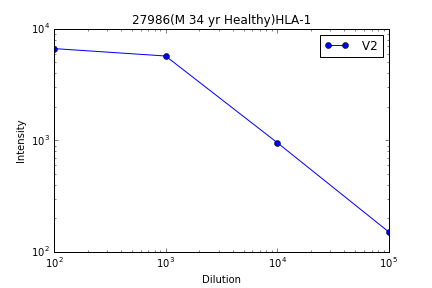 27986(M 34 yr Healthy)HLA-1
V2
Intensity
10^4
10^3
10^2
10^2 10^3 10^4 10^5
Dilution